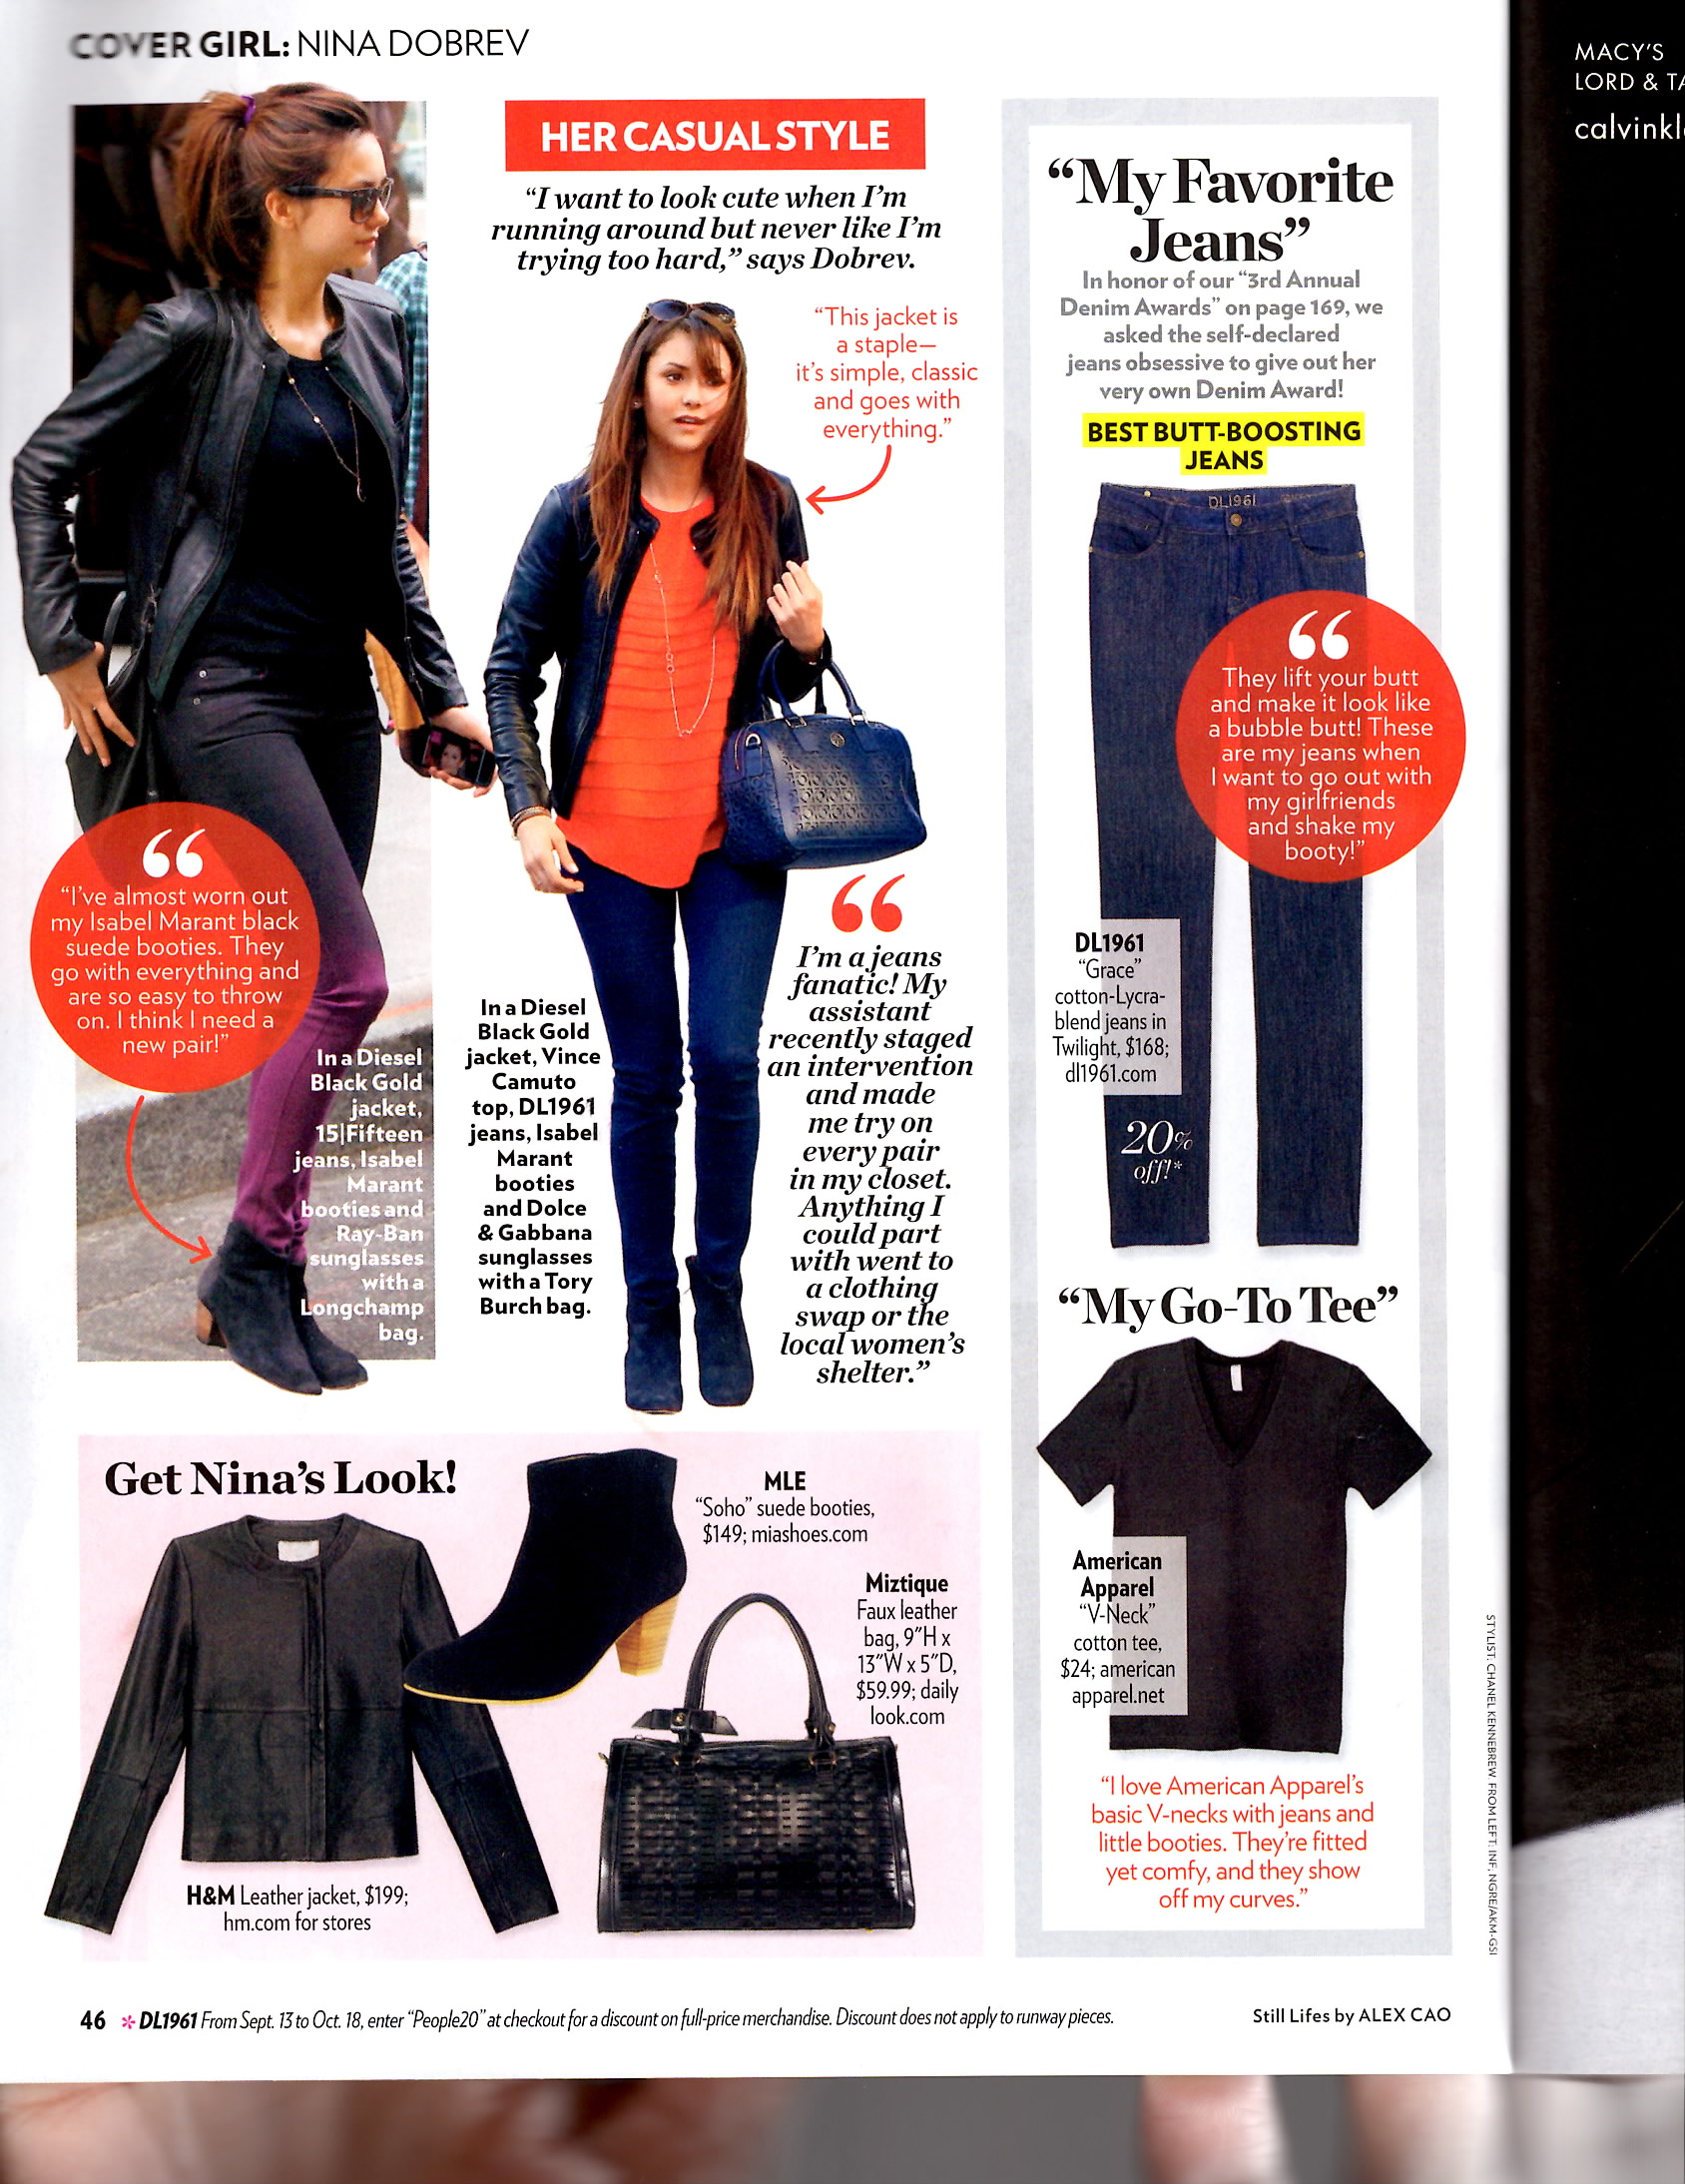 COVER GIRL: NINA DOBREV
HER CASUAL STYLE
“I want to look cute when I’m
running around but never like I’m
trying too hard,” says Dobrev.
“This jacket is
a staple—
it’s simple, classic
and goes with
everything.”
“
“I’ve almost worn out
my Isabel Marant black
suede booties. They
go with everything and
are so easy to throw
on. I think I need a
new pair!”
In a Diesel
Black Gold
jacket,
15|Fifteen
jeans, Isabel
Marant
booties and
Ray-Ban
sunglasses
with a
Longchamp
bag.
In a Diesel
Black Gold
jacket, Vince
Camuto
top, DL1961
jeans, Isabel
Marant
booties
and Dolce
& Gabbana
sunglasses
with a Tory
Burch bag.
“
I’m a jeans
fanatic! My
assistant
recently staged
an intervention
and made
me try on
every pair
in my closet.
Anything I
could part
with went to
a clothing
swap or the
local women’s
shelter.”
“My Favorite
Jeans”
In honor of our “3rd Annual
Denim Awards” on page 169, we
asked the self-declared
jeans obsessive to give out her
very own Denim Award!
BEST BUTT-BOOSTING
JEANS
DL1961
“
They lift your butt
and make it look like
a bubble butt! These
are my jeans when
I want to go out with
my girlfriends
and shake my
booty!”
DL1961
“Grace”
cotton-Lycra-
blend jeans in
Twilight, $168;
dl1961.com
20%
off!*
“My Go-To Tee”
American
Apparel
“V-Neck”
cotton tee,
$24; american
apparel.net
“I love American Apparel’s
basic V-necks with jeans and
little booties. They’re fitted
yet comfy, and they show
off my curves.”
Get Nina’s Look!
MLE
“Soho” suede booties,
$149; miashoes.com
Miztique
Faux leather
bag, 9″H x
13″W x 5″D,
$59.99; daily
look.com
H&M Leather jacket, $199;
hm.com for stores
STYLIST: CHANEL KENNEBREW. FROM LEFT: INF, NGRE/AKM-GSI
46 * DL1961 From Sept. 13 to Oct. 18, enter “People20” at checkout for a discount on full-price merchandise. Discount does not apply to runway pieces.
Still Lifes by ALEX CAO
MACY’S
LORD & TA
calvinkl